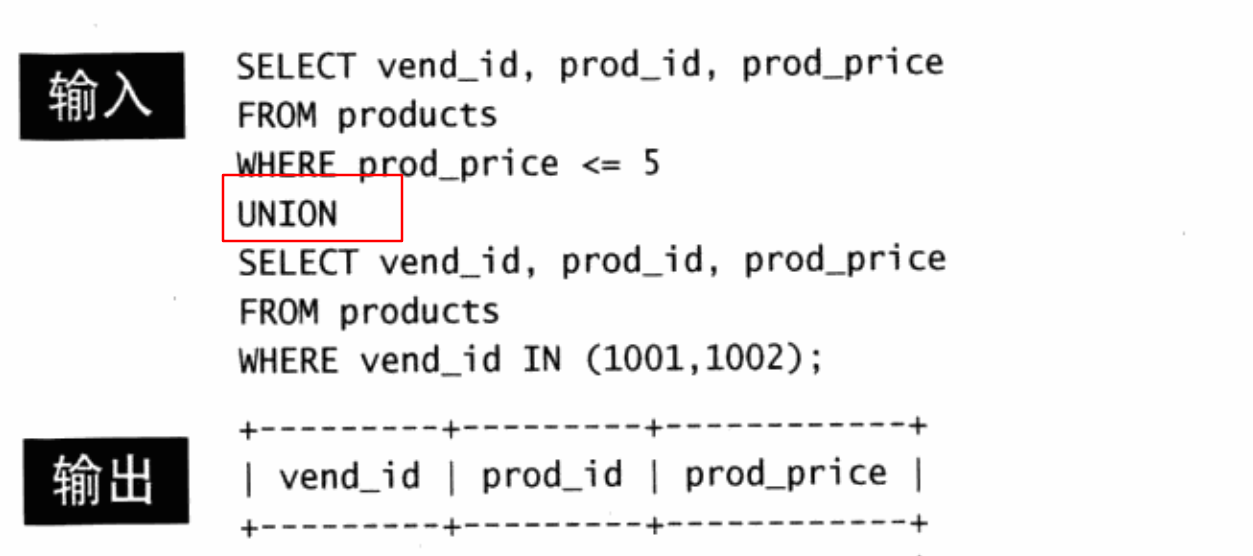 输入
SELECT vend_id, prod_id, prod_price
FROM products
WHERE prod_price <= 5
UNION
SELECT vend_id, prod_id, prod_price
FROM products
WHERE vend_id IN (1001,1002);
输出
+---------+---------+------------+
| vend_id | prod_id | prod_price |
+---------+---------+------------+